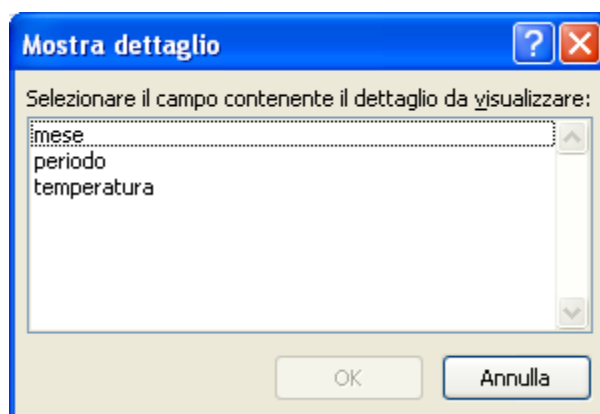 Mostra dettaglio
Selezionare il campo contenente il dettaglio da visualizzare:
mese
periodo
temperatura
OK
Annulla